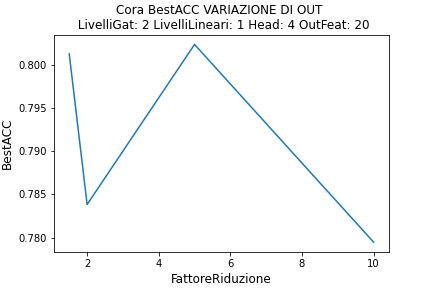 Cora BestACC VARIAZIONE DI OUT
LivelliGat: 2 LivelliLineari: 1 Head: 4 OutFeat: 20
0.800
0.795
0.790
0.785
0.780
BestACC
2
4
6
8
10
FattoreRiduzione